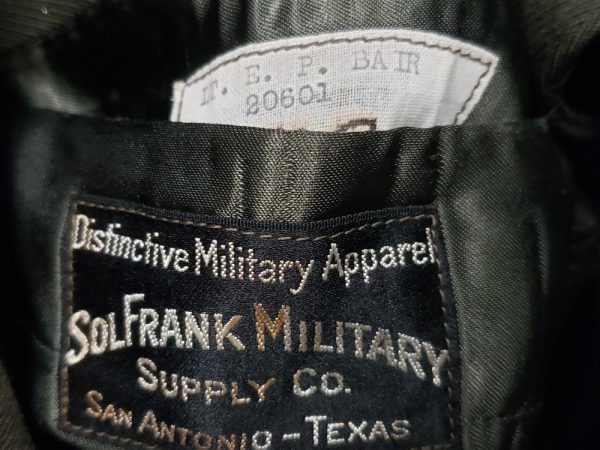 LT. E. P. BAIR
20601
Distinctive Military Apparel
SOLFRANK MILITARY
SUPPLY CO.
SAN ANTONIO - TEXAS